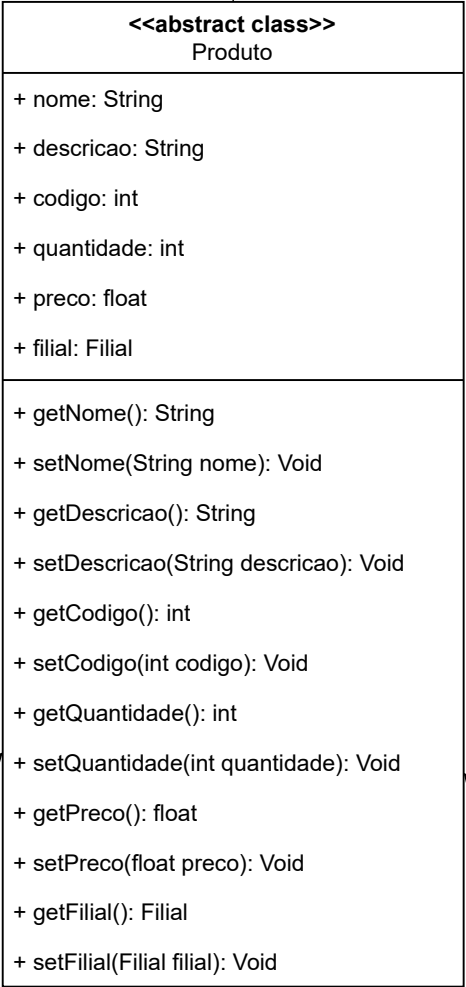 <<abstract class>>
Produto
+ nome: String
+ descricao: String
+ codigo: int
+ quantidade: int
+ preco: float
+ filial: Filial
+ getNome(): String
+ setNome(String nome): Void
+ getDescricao(): String
+ setDescricao(String descricao): Void
+ getCodigo(): int
+ setCodigo(int codigo): Void
+ getQuantidade(): int
+ setQuantidade(int quantidade): Void
+ getPreco(): float
+ setPreco(float preco): Void
+ getFilial(): Filial
+ setFilial(Filial filial): Void